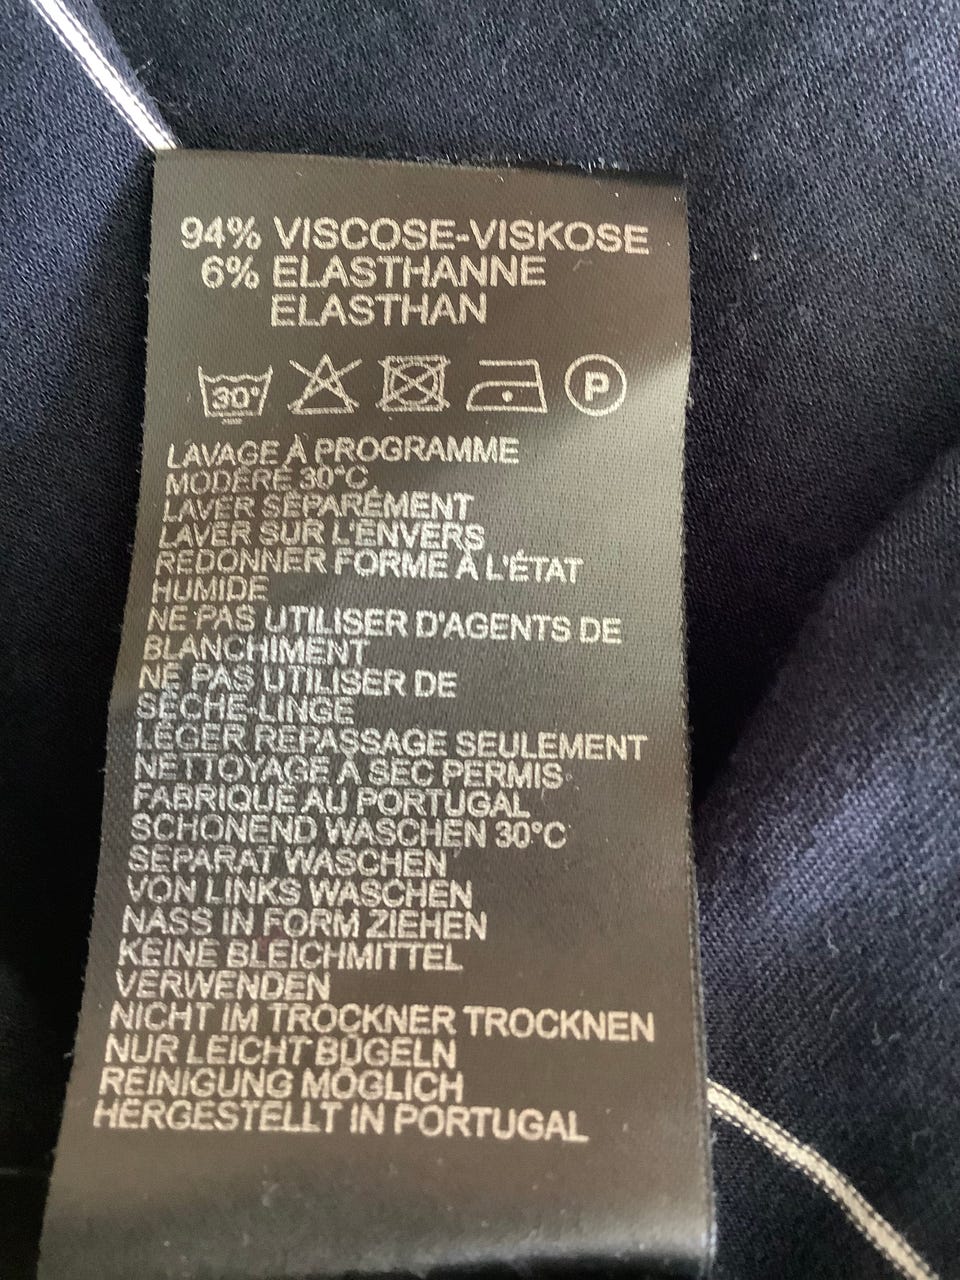 94% VISCOSE-VISKOSE
6% ELASTHANNE
ELASTHAN
30° P
LAVAGE À PROGRAMME
MODÉRÉ 30°C
LAVER SÉPARÉMENT
LAVER SUR L'ENVERS
REDONNER FORME À L'ÉTAT
HUMIDE
NE PAS UTILISER D'AGENTS DE
BLANCHIMENT
NE PAS UTILISER DE
SÈCHE-LINGE
LÉGER REPASSAGE SEULEMENT
NETTOYAGE À SEC PERMIS
FABRIQUÉ AU PORTUGAL
SCHONEND WASCHEN 30°C
SEPARAT WASCHEN
VON LINKS WASCHEN
NASS IN FORM ZIEHEN
KEINE BLEICHMITTEL
VERWENDEN
NICHT IM TROCKNER TROCKNEN
NUR LEICHT BÜGELN
REINIGUNG MÖGLICH
HERGESTELLT IN PORTUGAL